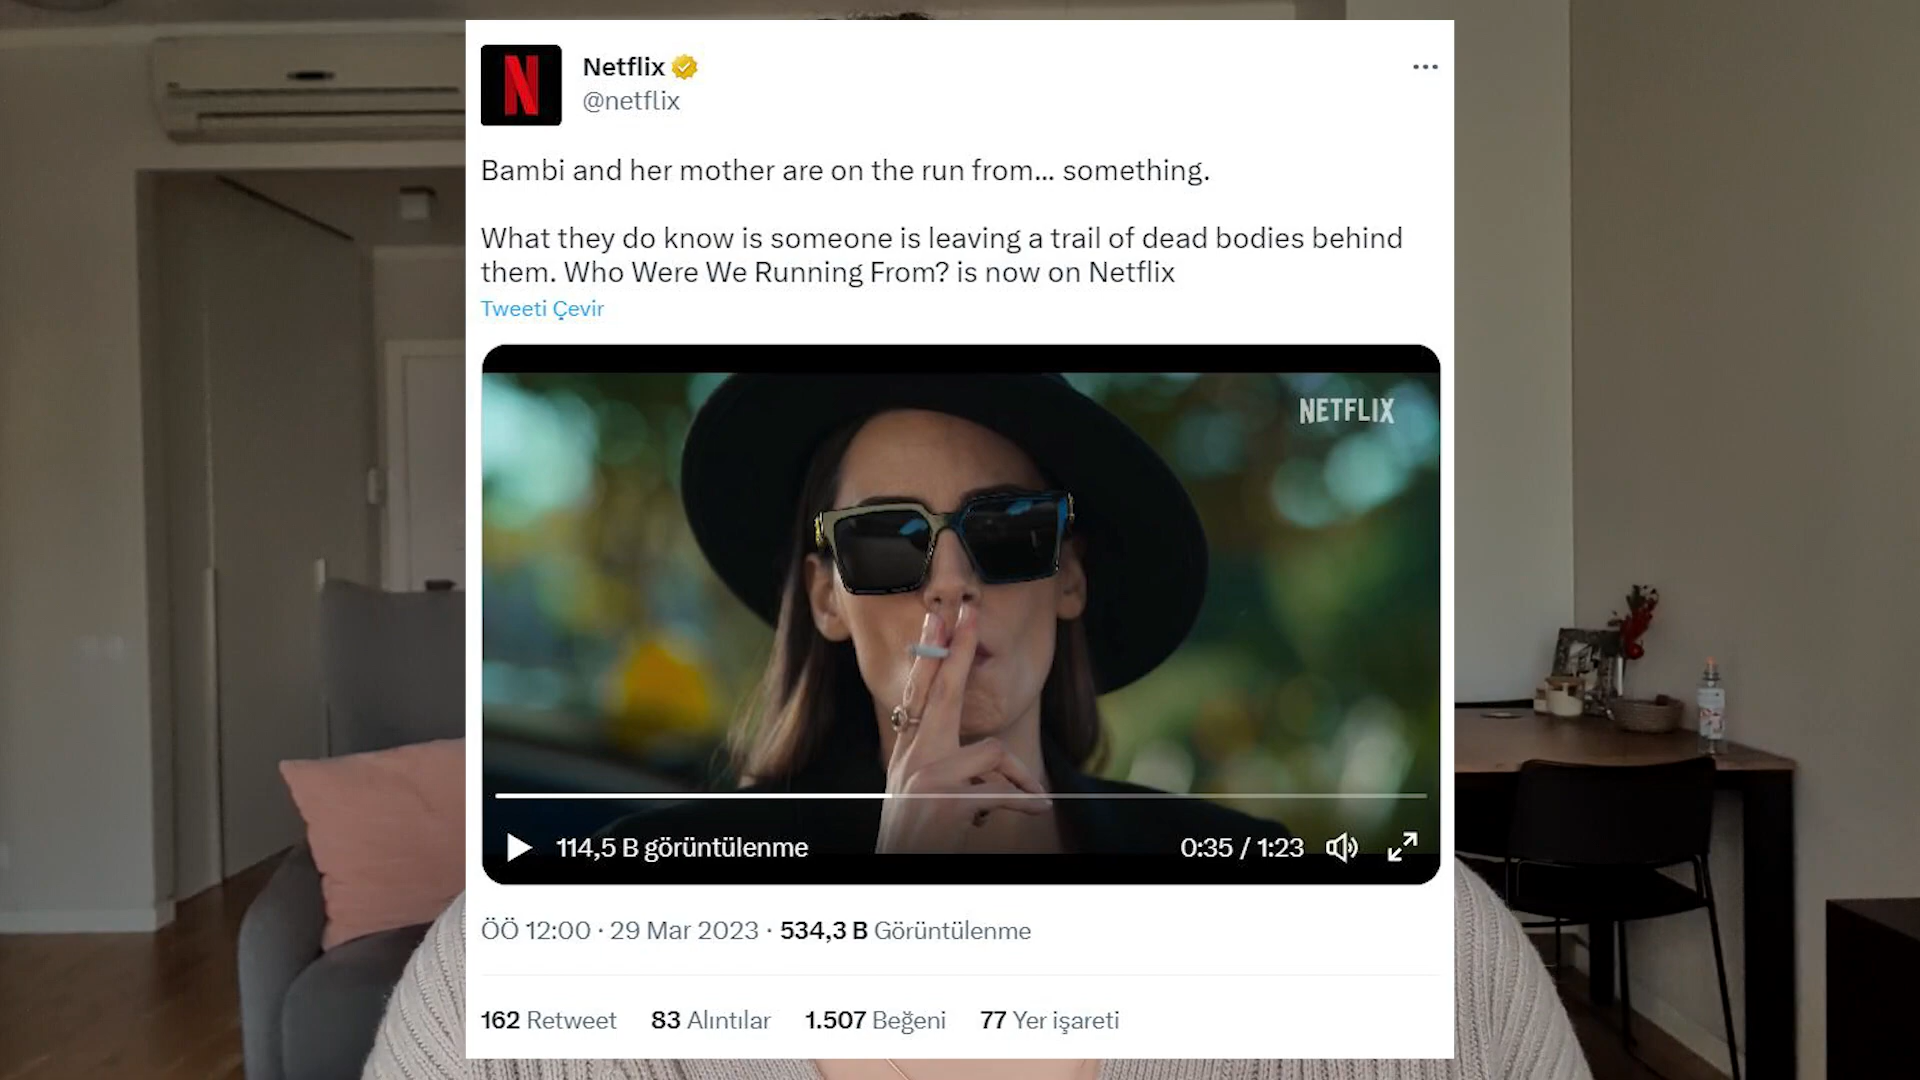 Netflix
@netflix
Bambi and her mother are on the run from... something.
What they do know is someone is leaving a trail of dead bodies behind
them. Who Were We Running From? is now on Netflix
Tweeti Çevir
NETFLIX
114,5 B görüntülenme
0:35 / 1:23
ÖÖ 12:00 · 29 Mar 2023 · 534,3 B Görüntülenme
162 Retweet 83 Alıntılar 1.507 Beğeni 77 Yer işareti